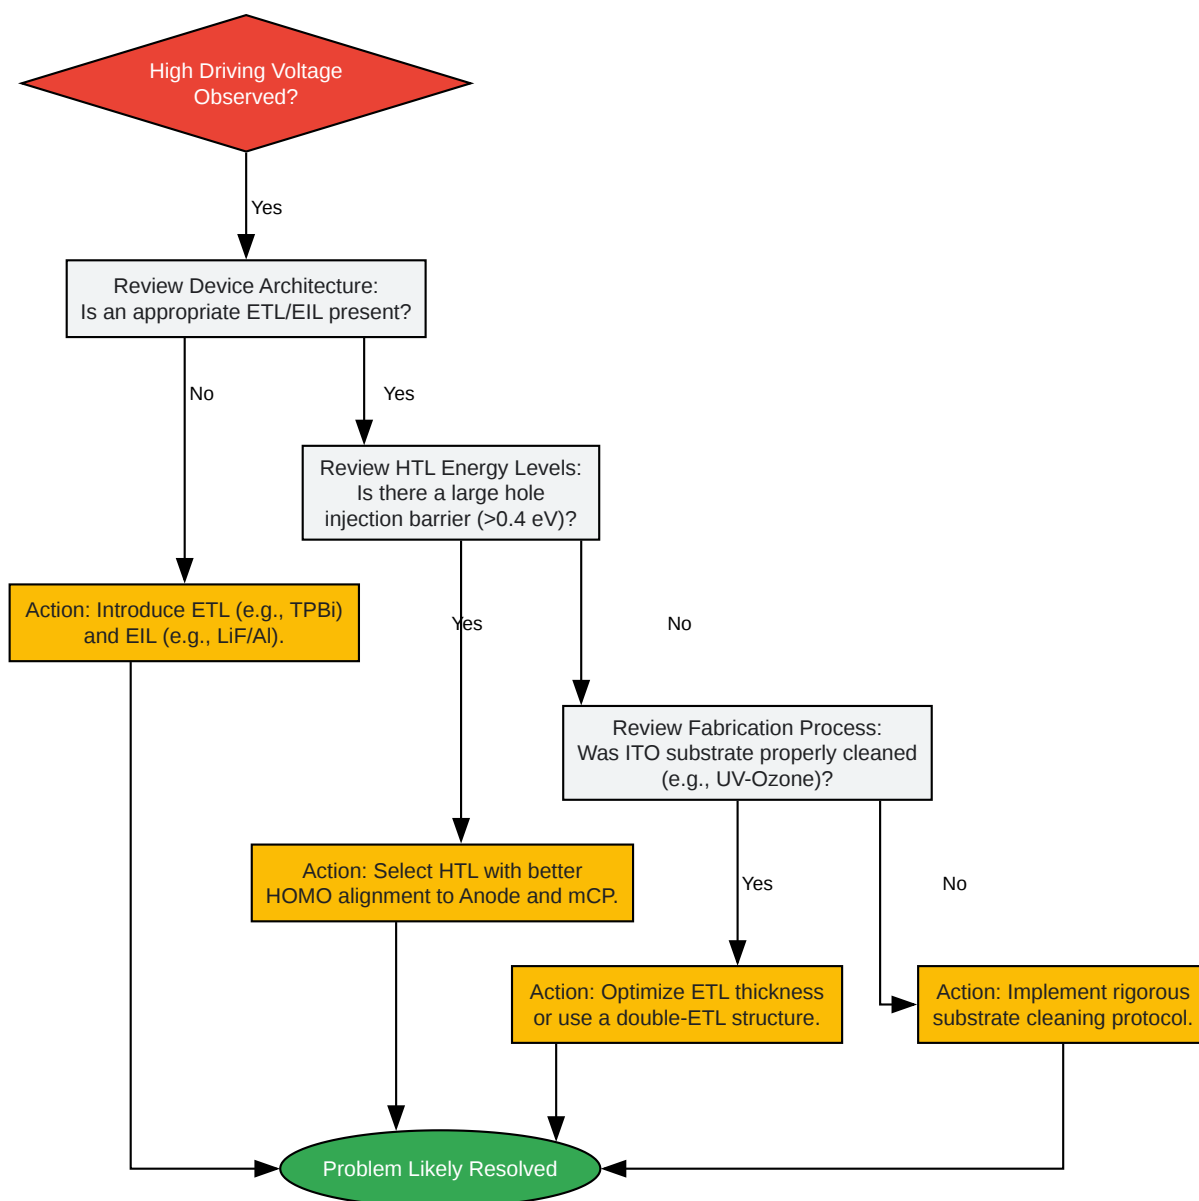 High Driving Voltage
Observed?
Yes
Review Device Architecture:
Is an appropriate ETL/EIL present?
No
Yes
Review HTL Energy Levels:
Is there a large hole
injection barrier (>0.4 eV)?
Action: Introduce ETL (e.g., TPBi)
and EIL (e.g., LiF/Al).
Yes
No
Review Fabrication Process:
Was ITO substrate properly cleaned
(e.g., UV-Ozone)?
Action: Select HTL with better
HOMO alignment to Anode and mCP.
Yes
No
Action: Optimize ETL thickness
or use a double-ETL structure.
Action: Implement rigorous
substrate cleaning protocol.
Problem Likely Resolved